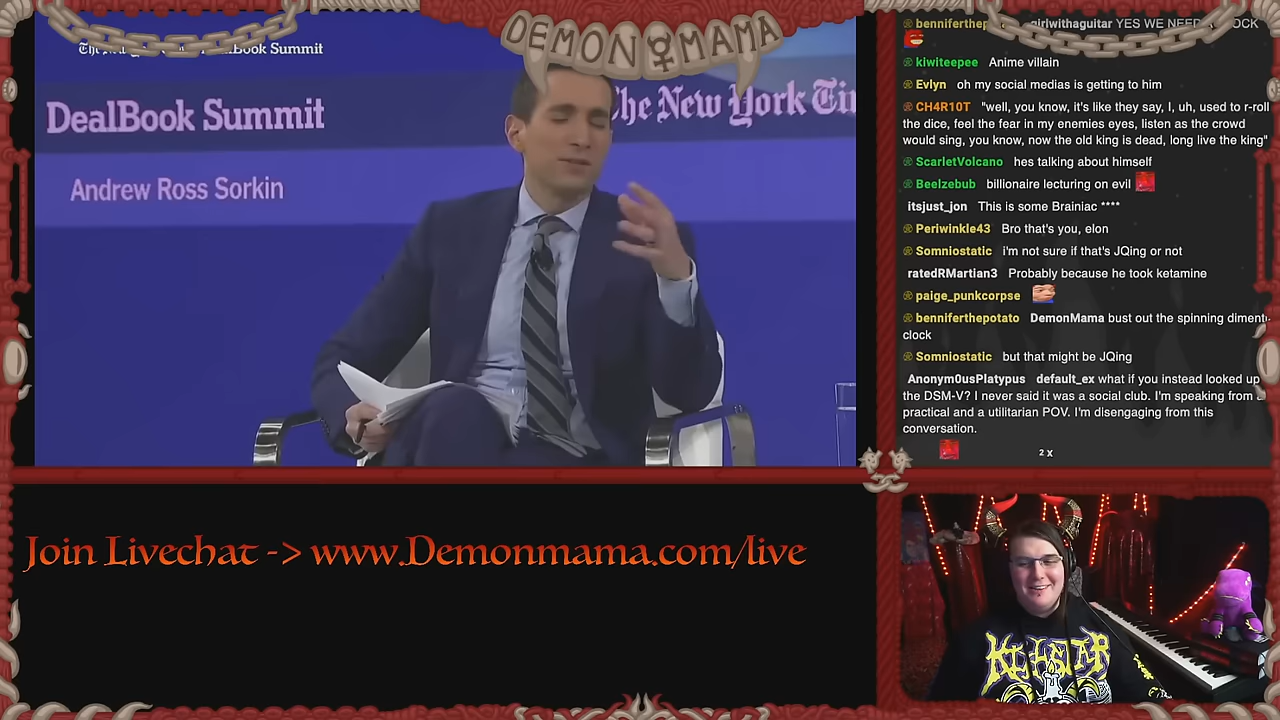 DEMON MAMA
DealBook Summit
DealBook Summit
The New York
Andrew Ross Sorkin
girlwithaguitar YES WE NEED
kiwiteepee Anime villain
Evlyn oh my social medias is getting to him
CH4R10T "well, you know, it's like they say, I, uh, used to r-roll
the dice, feel the fear in my enemies eyes, listen as the crowd
would sing, you know, now the old king is dead, long live the king"
ScarletVolcano hes talking about himself
Beelzebub billionaire lecturing on evil
itsjust_jon This is some Brainiac ****
Periwinkle43 Bro that's you, elon
Somniostatic i'm not sure if that's JQing or not
ratedRMartian3 Probably because he took ketamine
paige_punkcorpse
benniferthepotato DemonMama bust out the spinning
clock
Somniostatic but that might be JQing
Anonym0usPlatypus default_ex what if you instead looked up
the DSM-V? I never said it was a social club. I'm speaking from a
practical and a utilitarian POV. I'm disengaging from this
conversation.
2 x
Join Livechat -> www.Demonmama.com/live
KILLSTAR